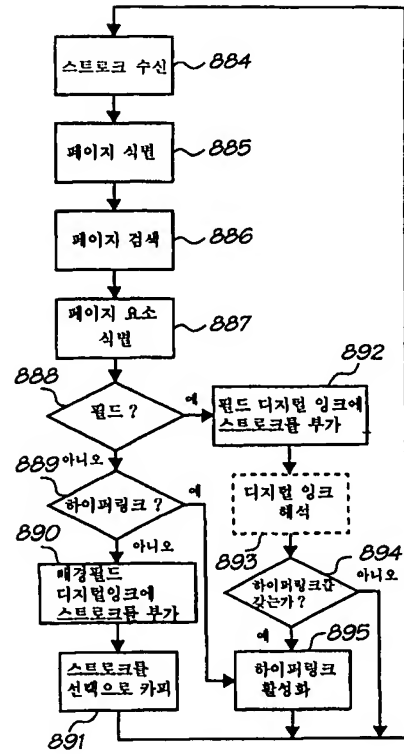 스트로크 수신
884
페이지 식면
885
페이지 검색
886
페이지 요소
식면
887
888
필드 ?
예
아니오
892
필드 디지털 잉크에
스트로크를 부가
889
하이퍼링크 ?
예
아니오
디지털 잉크
해석
893
890
배경필드
디지털잉크에
스트로크를 부가
894
하이퍼링크를
갖는가 ?
아니오
예
스트로크를
선택으로 카피
891
895
하이퍼링크
활성화